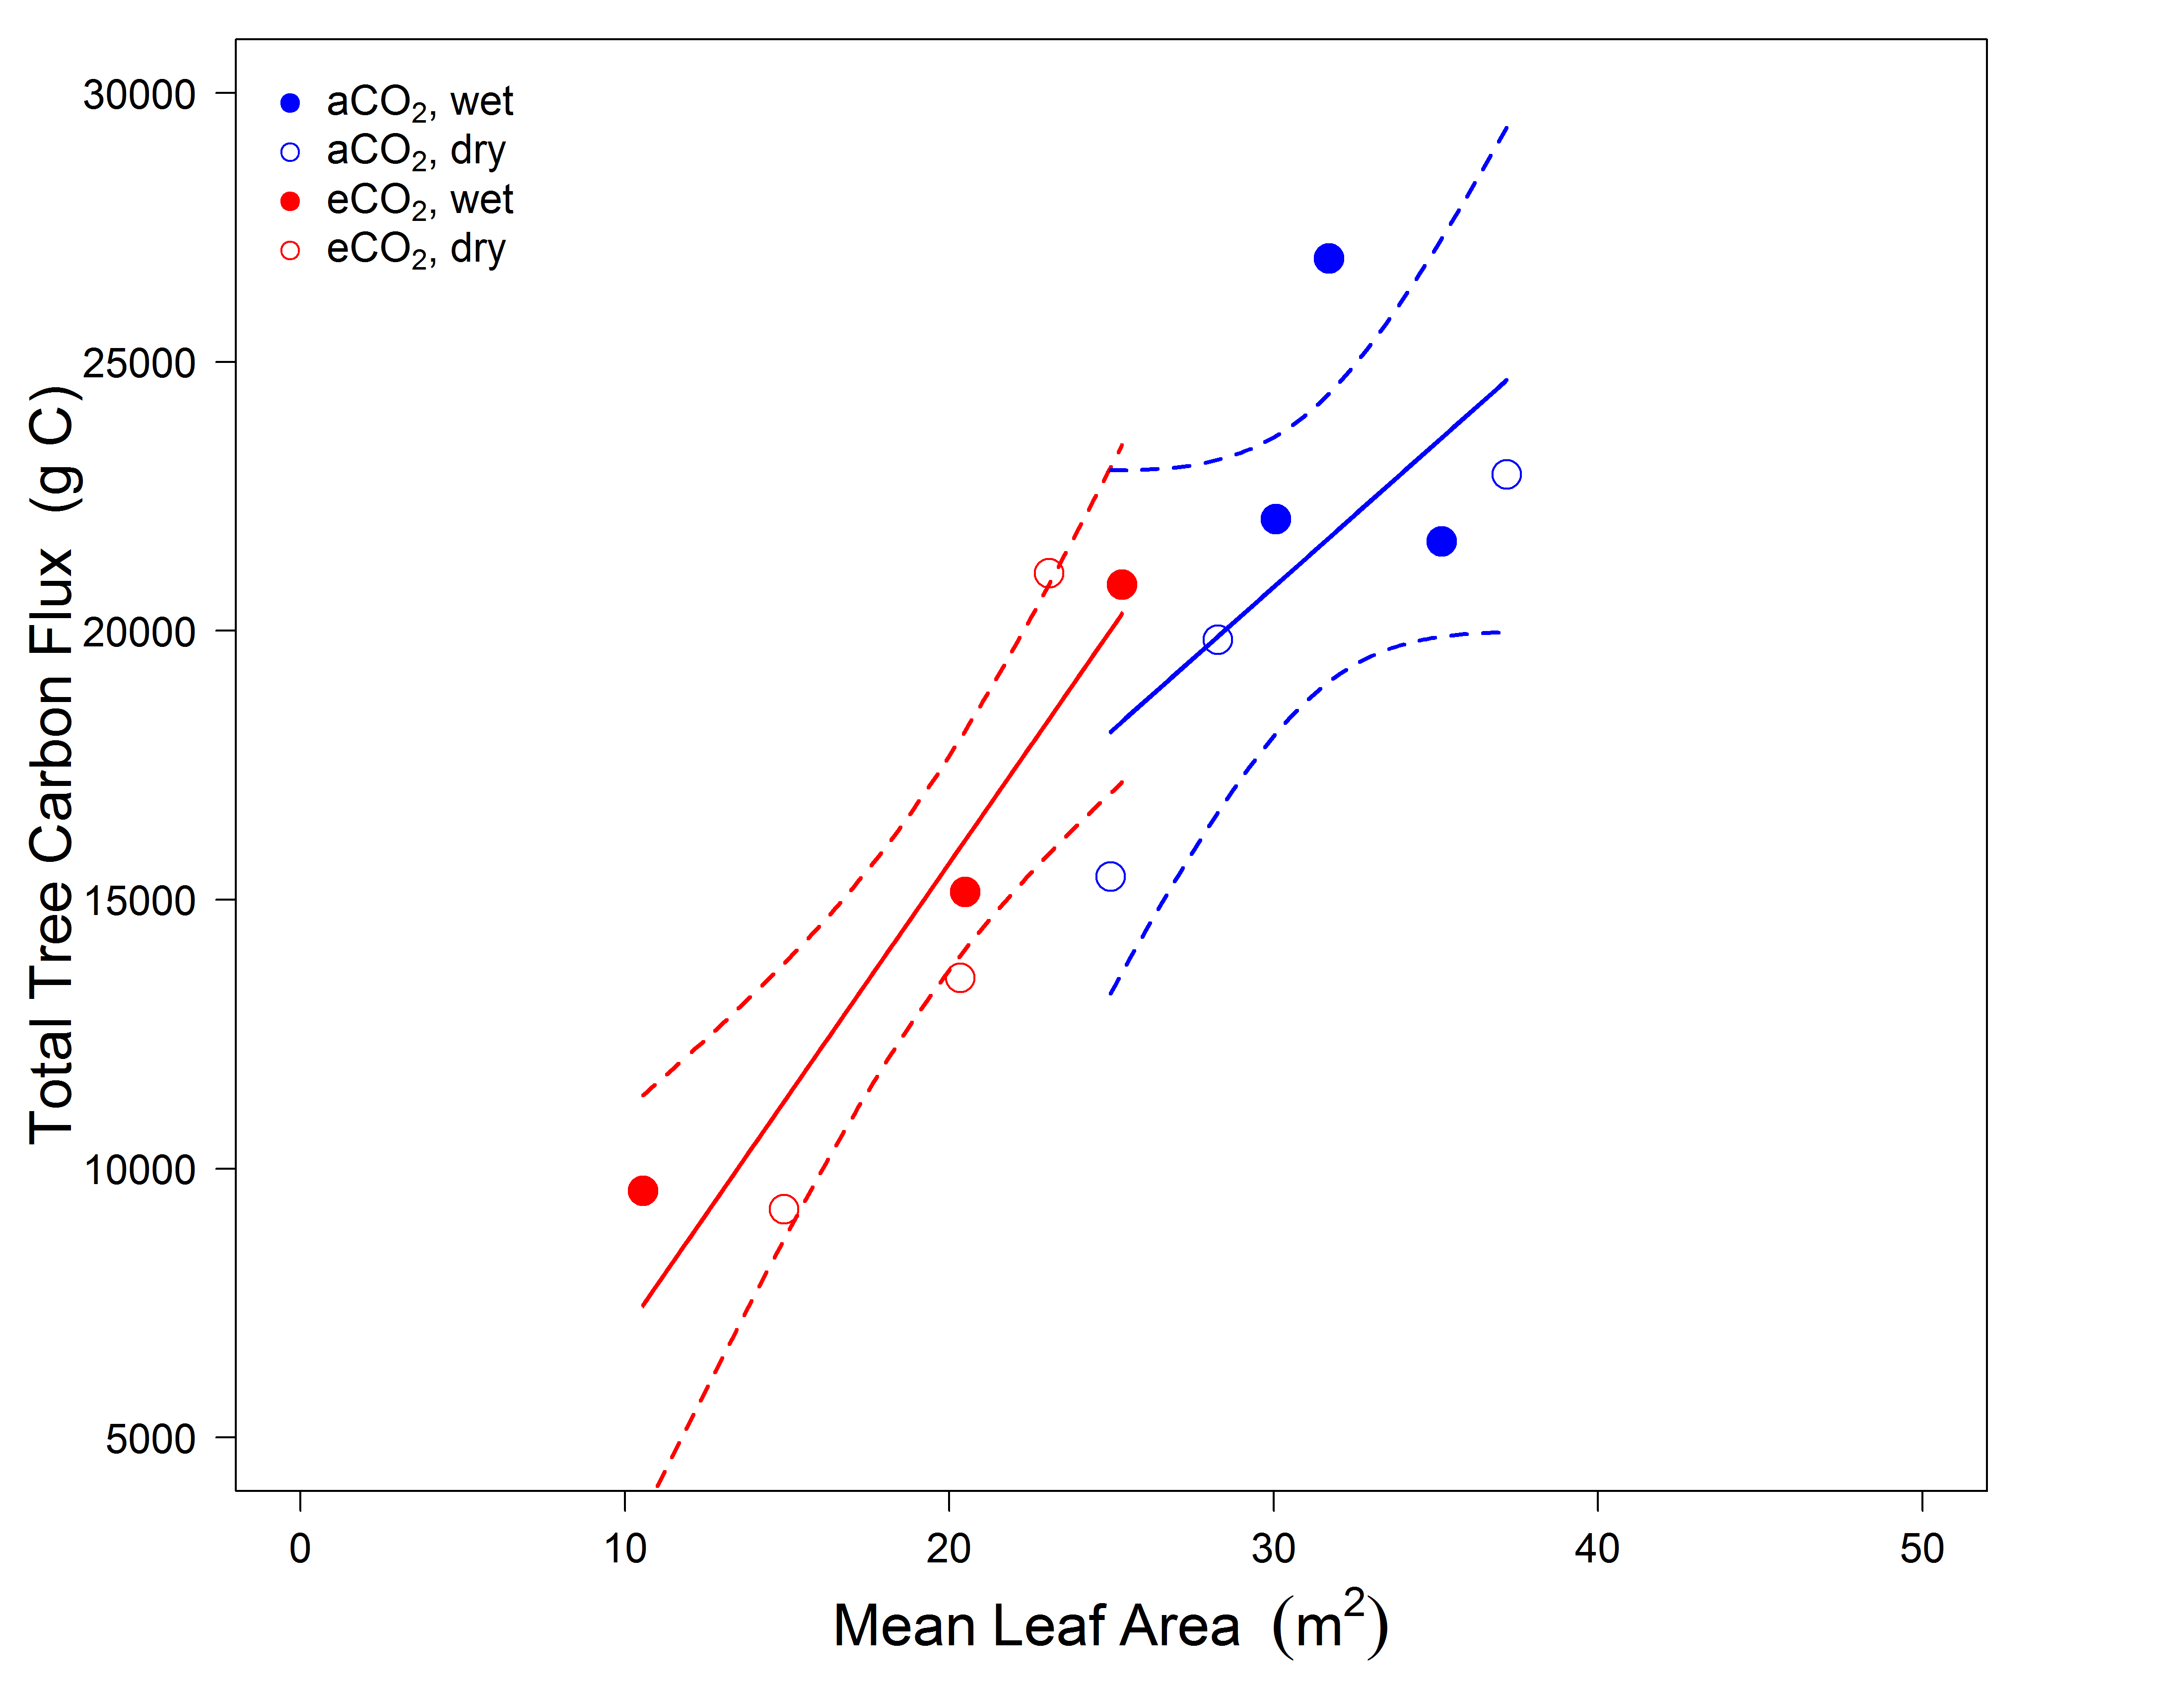 aCO₂, wet
aCO₂, dry
eCO₂, wet
eCO₂, dry
30000
25000
20000
15000
10000
5000
Total Tree Carbon Flux (g C)
0 10 20 30 40 50
Mean Leaf Area (m²)